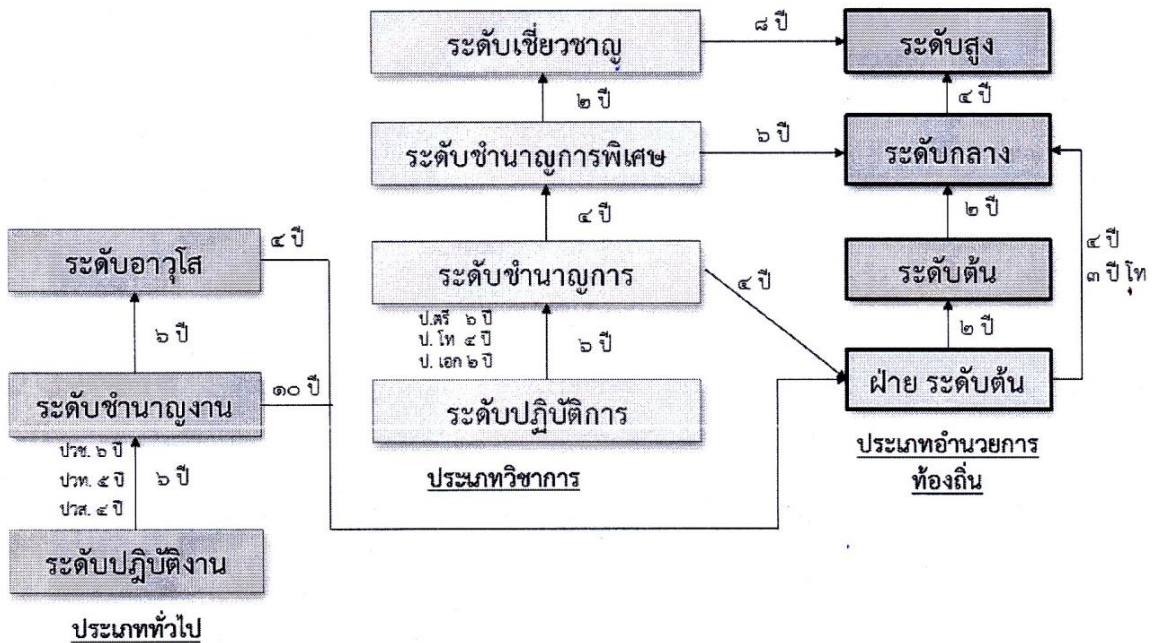 ระดับเชี่ยวชาญ
๘ ปี
ระดับสูง
๒ ปี
๔ ปี
ระดับชำนาญการพิเศษ
๖ ปี
ระดับกลาง
๔ ปี
๒ ปี
ระดับอาวุโส
๔ ปี
ระดับชำนาญการ
๔ ปี
ระดับต้น
๔ ปี
๓ ปี โท
๖ ปี
ป.ตรี ๖ ปี
ป. โท ๔ ปี
ป. เอก ๒ ปี
๖ ปี
๒ ปี
ระดับชำนาญงาน
๑๐ ปี
ระดับปฏิบัติการ
ฝ่าย ระดับต้น
ปวช. ๖ ปี
ปวท. ๕ ปี
ปวส. ๔ ปี
๖ ปี
ประเภทวิชาการ
ประเภทอำนวยการ
ท้องถิ่น
ระดับปฏิบัติงาน
ประเภททั่วไป